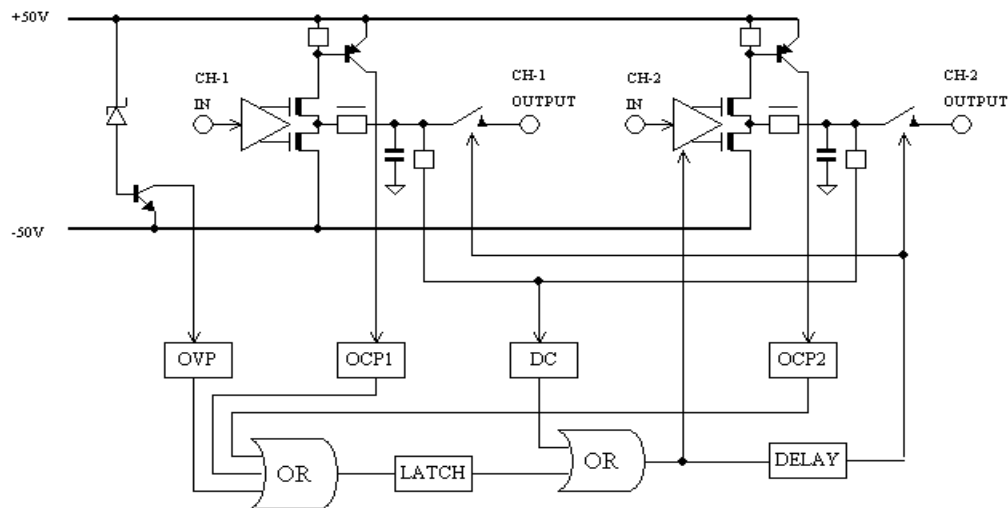 +50V
CH-1
IN
CH-1
OUTPUT
CH-2
IN
CH-2
OUTPUT
-50V
OVP
OCP1
DC
OCP2
OR
LATCH
OR
DELAY